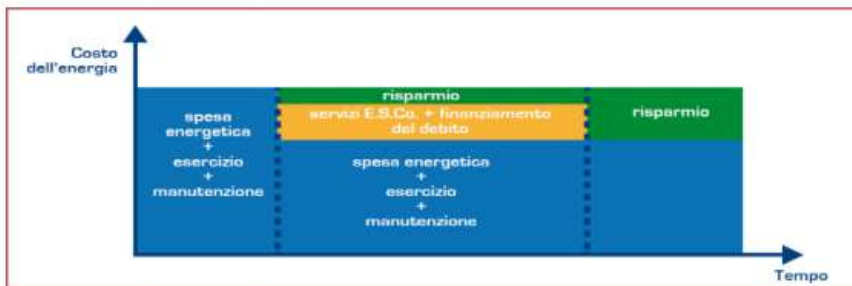 Costo
dell'energia
spesa
energetica
+
esercizio
+
manutenzione
risparmio
servizi E.S.Co. + finanziamento
del debito
spesa energetica
+
esercizio
+
manutenzione
risparmio
Tempo